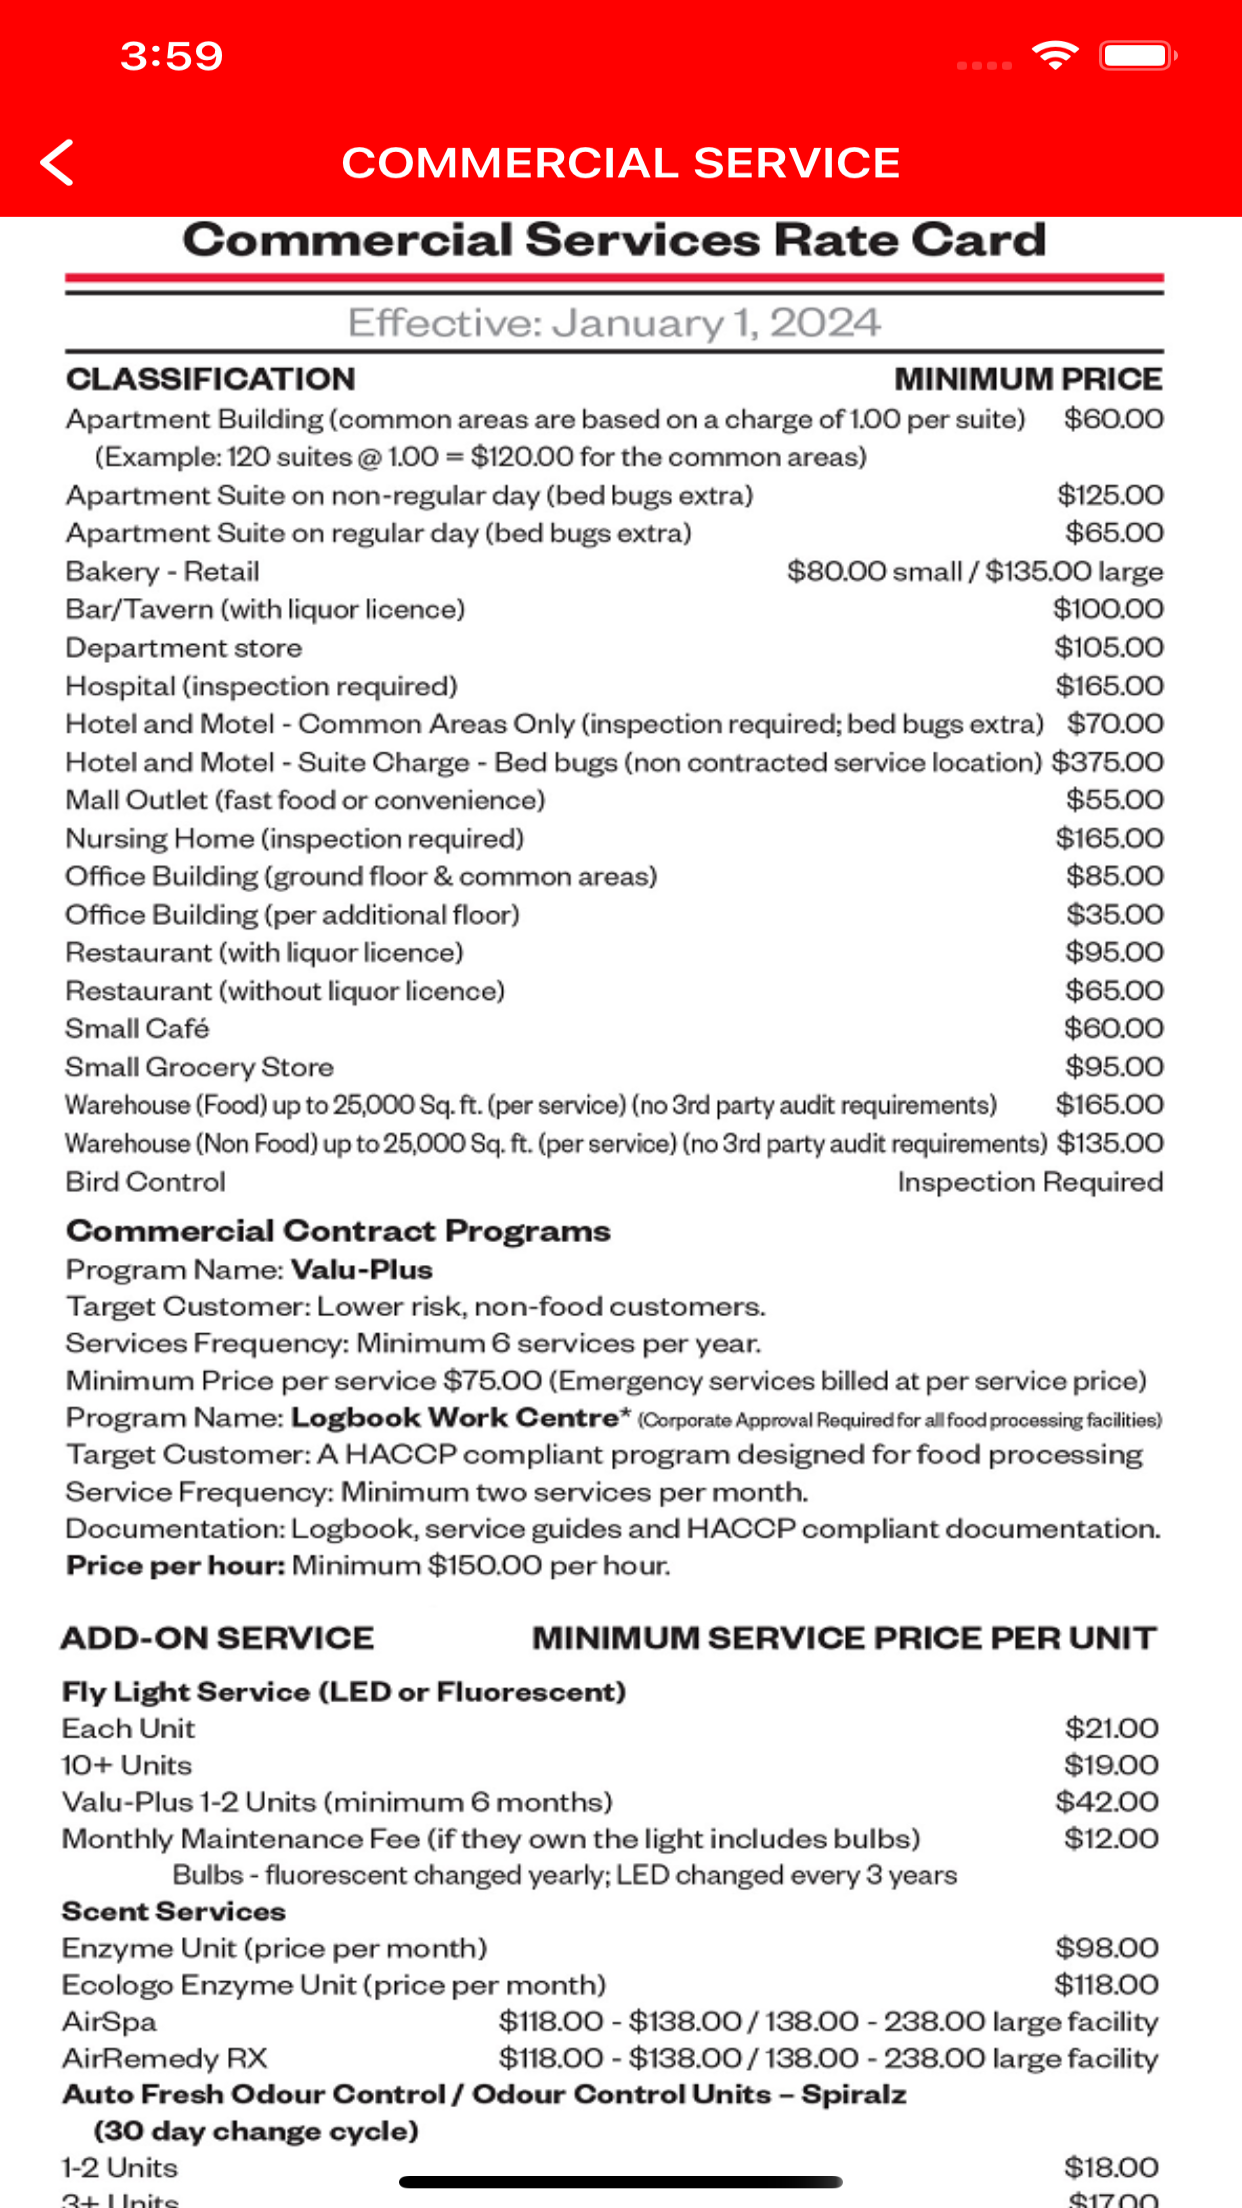 3:59
COMMERCIAL SERVICE
Commercial Services Rate Card
Effective: January 1, 2024
CLASSIFICATION MINIMUM PRICE
Apartment Building (common areas are based on a charge of 1.00 per suite) $60.00
(Example: 120 suites @ 1.00 = $120.00 for the common areas)
Apartment Suite on non-regular day (bed bugs extra) $125.00
Apartment Suite on regular day (bed bugs extra) $65.00
Bakery - Retail $80.00 small / $135.00 large
Bar/Tavern (with liquor licence) $100.00
Department store $105.00
Hospital (inspection required) $165.00
Hotel and Motel - Common Areas Only (inspection required; bed bugs extra) $70.00
Hotel and Motel - Suite Charge - Bed bugs (non contracted service location) $375.00
Mall Outlet (fast food or convenience) $55.00
Nursing Home (inspection required) $165.00
Office Building (ground floor & common areas) $85.00
Office Building (per additional floor) $35.00
Restaurant (with liquor licence) $95.00
Restaurant (without liquor licence) $65.00
Small Café $60.00
Small Grocery Store $95.00
Warehouse (Food) up to 25,000 Sq. ft. (per service) (no 3rd party audit requirements) $165.00
Warehouse (Non Food) up to 25,000 Sq. ft. (per service) (no 3rd party audit requirements) $135.00
Bird Control Inspection Required
Commercial Contract Programs
Program Name: Valu-Plus
Target Customer: Lower risk, non-food customers.
Services Frequency: Minimum 6 services per year.
Minimum Price per service $75.00 (Emergency services billed at per service price)
Program Name: Logbook Work Centre* (Corporate Approval Required for all food processing facilities)
Target Customer: A HACCP compliant program designed for food processing
Service Frequency: Minimum two services per month.
Documentation: Logbook, service guides and HACCP compliant documentation.
Price per hour: Minimum $150.00 per hour.
ADD-ON SERVICE MINIMUM SERVICE PRICE PER UNIT
Fly Light Service (LED or Fluorescent)
Each Unit $21.00
10+ Units $19.00
Valu-Plus 1-2 Units (minimum 6 months) $42.00
Monthly Maintenance Fee (if they own the light includes bulbs) $12.00
Bulbs - fluorescent changed yearly; LED changed every 3 years
Scent Services
Enzyme Unit (price per month) $98.00
Ecologo Enzyme Unit (price per month) $118.00
AirSpa $118.00 - $138.00 / 138.00 - 238.00 large facility
AirRemedy RX $118.00 - $138.00 / 138.00 - 238.00 large facility
Auto Fresh Odour Control / Odour Control Units – Spiralz
(30 day change cycle)
1-2 Units $18.00
3+ Units $17.00